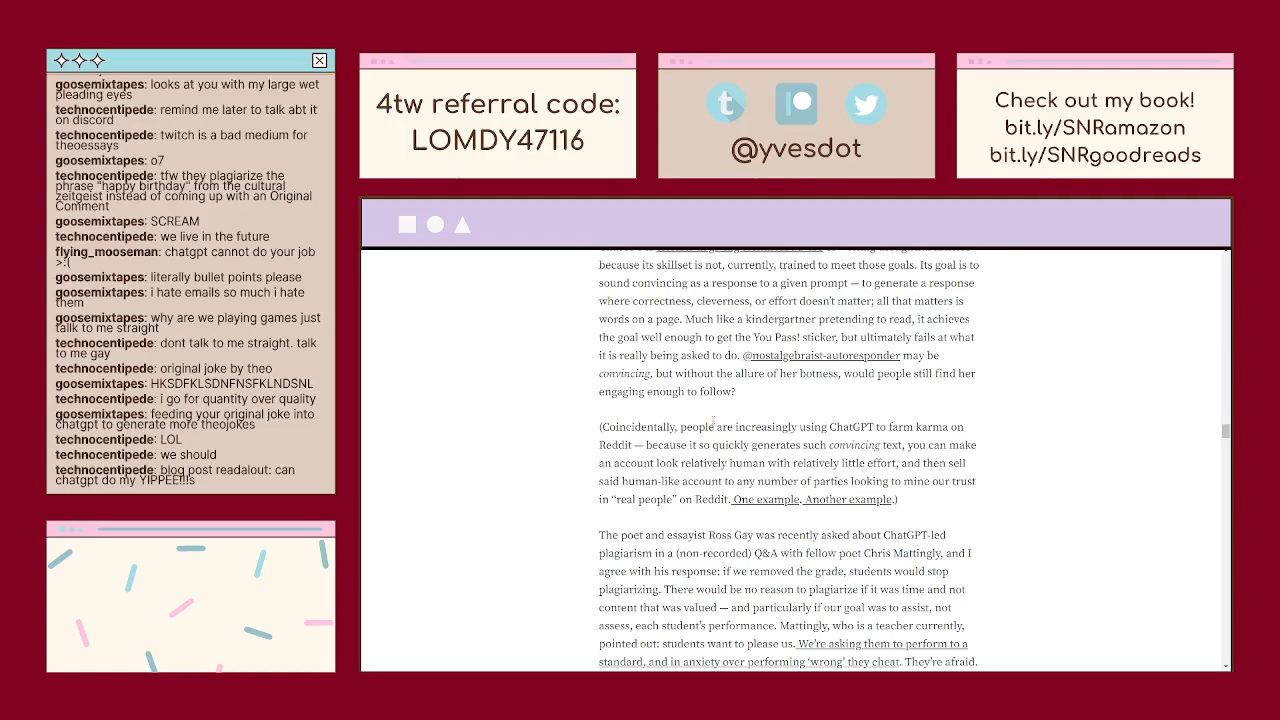 goosemixtapes: looks at you with my large wet
pleading eyes
technocentipede: remind me later to talk abt it
on discord
technocentipede: twitch is a bad medium for
theoessays
goosemixtapes: o7
technocentipede: tfw they plagiarize the
phrase "happy birthday" from the cultural
zeitgeist instead of coming up with an Original
Comment
goosemixtapes: SCREAM
technocentipede: we live in the future
flying_mooseman: chatgpt cannot do your job
>:(
goosemixtapes: literally bullet points please
goosemixtapes: i hate emails so much i hate
them
goosemixtapes: why are we playing games just
tallk to me straight
technocentipede: dont talk to me straight. talk
to me gay
technocentipede: original joke by theo
goosemixtapes: HKSDFKLSDNFNSFKLNDSNL
technocentipede: i go for quantity over quality
goosemixtapes: feeding your original joke into
chatgpt to generate more theojokes
technocentipede: LOL
technocentipede: we should
technocentipede: blog post readalout: can
chatgpt do my YIPPEE!!!s
4tw referral code:
LOMDY47116
@yvesdot
Check out my book!
bit.ly/SNRamazon
bit.ly/SNRgoodreads
because its skillset is not, currently, trained to meet those goals. Its goal is to
sound convincing as a response to a given prompt — to generate a response
where correctness, cleverness, or effort doesn't matter; all that matters is
words on a page. Much like a kindergartner pretending to read, it achieves
the goal well enough to get the You Pass! sticker, but ultimately fails at what
it is really being asked to do. @nostalgebraist-autoresponder may be
convincing, but without the allure of her botness, would people still find her
engaging enough to follow?
(Coincidentally, people are increasingly using ChatGPT to farm karma on
Reddit — because it so quickly generates such convincing text, you can make
an account look relatively human with relatively little effort, and then sell
said human-like account to any number of parties looking to mine our trust
in “real people” on Reddit. One example. Another example.)
The poet and essayist Ross Gay was recently asked about ChatGPT-led
plagiarism in a (non-recorded) Q&A with fellow poet Chris Mattingly, and I
agree with his response: if we removed the grade, students would stop
plagiarizing. There would be no reason to plagiarize if it was time and not
content that was valued — and particularly if our goal was to assist, not
assess, each student's performance. Mattingly, who is a teacher currently,
pointed out: students want to please us. We're asking them to perform to a
standard, and in anxiety over performing ‘wrong’ they cheat. They're afraid.